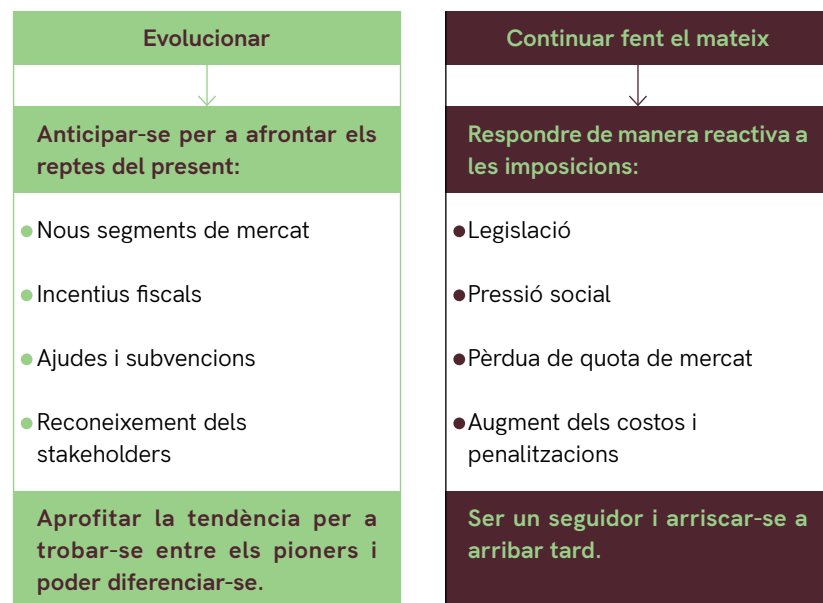 Evolucionar
Anticipar-se per a afrontar els
reptes del present:
Nous segments de mercat
Incentius fiscals
Ajudes i subvencions
Reconeixement dels
stakeholders
Aprofitar la tendència per a
trobar-se entre els pioners i
poder diferenciar-se.
Continuar fent el mateix
Respondre de manera reactiva a
les imposicions:
Legislació
Pressió social
Pèrdua de quota de mercat
Augment dels costos i
penalitzacions
Ser un seguidor i arriscar-se a
arribar tard.